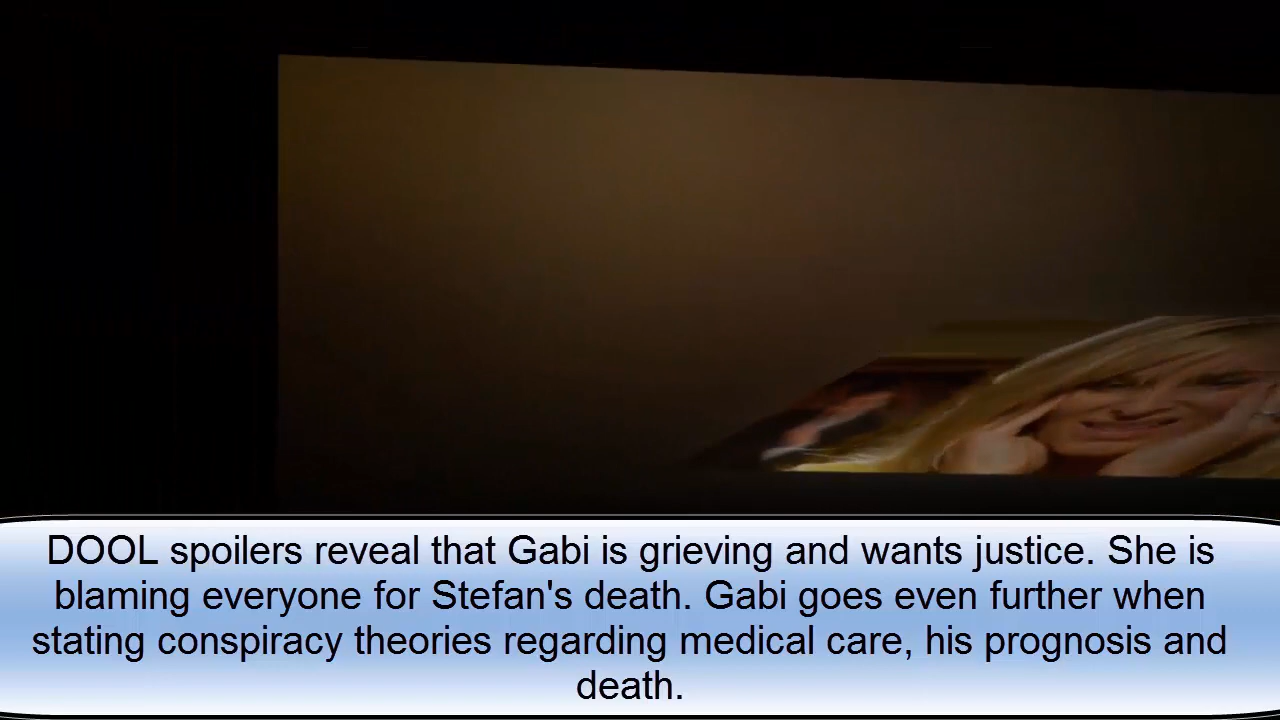 DOOL spoilers reveal that Gabi is grieving and wants justice. She is
blaming everyone for Stefan's death. Gabi goes even further when
stating conspiracy theories regarding medical care, his prognosis and
death.